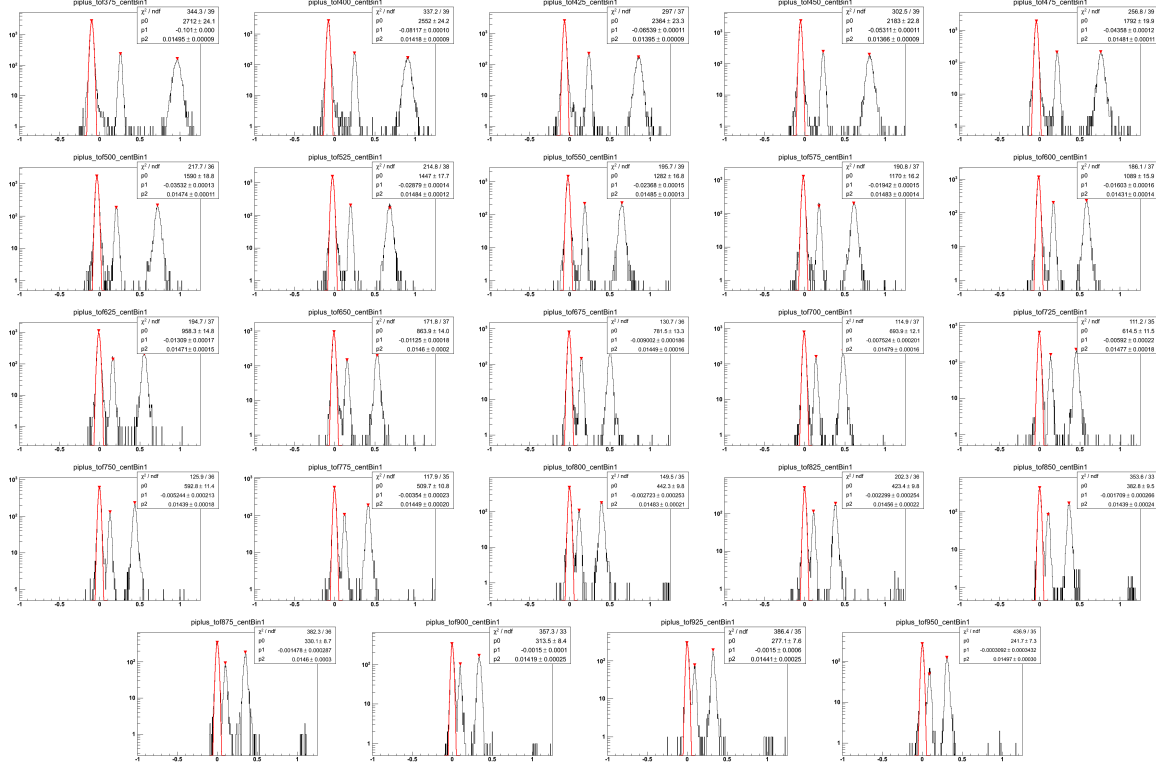 piplus_tof375_centBin1
χ² / ndf 344.3 / 39
p0 2712 ± 24.1
p1 -0.101 ± 0.000
p2 0.01495 ± 0.00009
piplus_tof400_centBin1
χ² / ndf 337.2 / 39
p0 2552 ± 24.2
p1 -0.08117 ± 0.00010
p2 0.01418 ± 0.00009
piplus_tof425_centBin1
χ² / ndf 297 / 37
p0 2364 ± 23.3
p1 -0.06539 ± 0.00011
p2 0.01395 ± 0.00009
piplus_tof450_centBin1
χ² / ndf 302.5 / 39
p0 2183 ± 22.8
p1 -0.05311 ± 0.00011
p2 0.01366 ± 0.00009
piplus_tof475_centBin1
χ² / ndf 256.8 / 39
p0 1792 ± 19.9
p1 -0.04358 ± 0.00012
p2 0.01481 ± 0.00011
piplus_tof500_centBin1
χ² / ndf 217.7 / 36
p0 1590 ± 18.8
p1 -0.03532 ± 0.00013
p2 0.01474 ± 0.00011
piplus_tof525_centBin1
χ² / ndf 214.8 / 38
p0 1447 ± 17.7
p1 -0.02879 ± 0.00014
p2 0.01484 ± 0.00012
piplus_tof550_centBin1
χ² / ndf 195.7 / 39
p0 1282 ± 16.8
p1 -0.02368 ± 0.00015
p2 0.01485 ± 0.00013
piplus_tof575_centBin1
χ² / ndf 190.8 / 37
p0 1170 ± 16.2
p1 -0.01942 ± 0.00015
p2 0.01483 ± 0.00014
piplus_tof600_centBin1
χ² / ndf 186.1 / 37
p0 1089 ± 15.9
p1 -0.01603 ± 0.00016
p2 0.01431 ± 0.00014
piplus_tof625_centBin1
χ² / ndf 194.7 / 37
p0 958.3 ± 14.8
p1 -0.01309 ± 0.00017
p2 0.01471 ± 0.00015
piplus_tof650_centBin1
χ² / ndf 171.8 / 37
p0 863.9 ± 14.0
p1 -0.01125 ± 0.00018
p2 0.0146 ± 0.0002
piplus_tof675_centBin1
χ² / ndf 130.7 / 36
p0 761.5 ± 13.3
p1 -0.009002 ± 0.000186
p2 0.01449 ± 0.00016
piplus_tof700_centBin1
χ² / ndf 114.9 / 37
p0 693.9 ± 12.1
p1 -0.007524 ± 0.000201
p2 0.01479 ± 0.00016
piplus_tof725_centBin1
χ² / ndf 111.2 / 35
p0 614.5 ± 11.5
p1 -0.00592 ± 0.00022
p2 0.01477 ± 0.00018
piplus_tof750_centBin1
χ² / ndf 125.9 / 36
p0 592.8 ± 11.4
p1 -0.005244 ± 0.000213
p2 0.01439 ± 0.00018
piplus_tof775_centBin1
χ² / ndf 117.9 / 35
p0 509.7 ± 10.8
p1 -0.00354 ± 0.00023
p2 0.01449 ± 0.00020
piplus_tof800_centBin1
χ² / ndf 149.5 / 35
p0 442.3 ± 9.8
p1 -0.002723 ± 0.000253
p2 0.01483 ± 0.00021
piplus_tof825_centBin1
χ² / ndf 202.3 / 36
p0 423.4 ± 9.8
p1 -0.002299 ± 0.000254
p2 0.01456 ± 0.00022
piplus_tof850_centBin1
χ² / ndf 353.6 / 33
p0 382.8 ± 9.5
p1 -0.001709 ± 0.000266
p2 0.01439 ± 0.00024
piplus_tof875_centBin1
χ² / ndf 382.3 / 36
p0 330.1 ± 8.7
p1 -0.001478 ± 0.000287
p2 0.0146 ± 0.0003
piplus_tof900_centBin1
χ² / ndf 357.3 / 33
p0 313.5 ± 8.4
p1 -0.0015 ± 0.0001
p2 0.01419 ± 0.00025
piplus_tof925_centBin1
χ² / ndf 386.4 / 35
p0 277.1 ± 7.6
p1 -0.0015 ± 0.0006
p2 0.01441 ± 0.00025
piplus_tof950_centBin1
χ² / ndf 436.9 / 35
p0 241.7 ± 7.3
p1 -0.0003092 ± 0.0003432
p2 0.01497 ± 0.00030